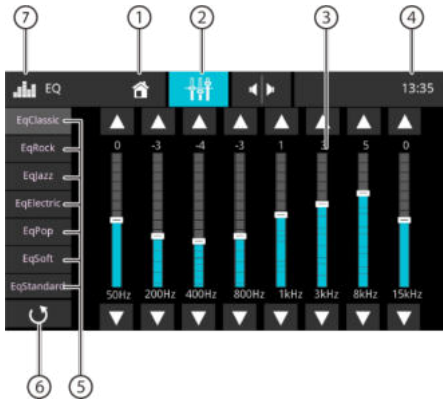 7 1 2 3 4
EQ 13:35
EqClassic
EqRock
EqJazz
EqElectric
EqPop
EqSoft
EqStandard
0 -3 -4 -3 1 3 5 0
50Hz 200Hz 400Hz 800Hz 1kHz 3kHz 8kHz 15kHz
6 5